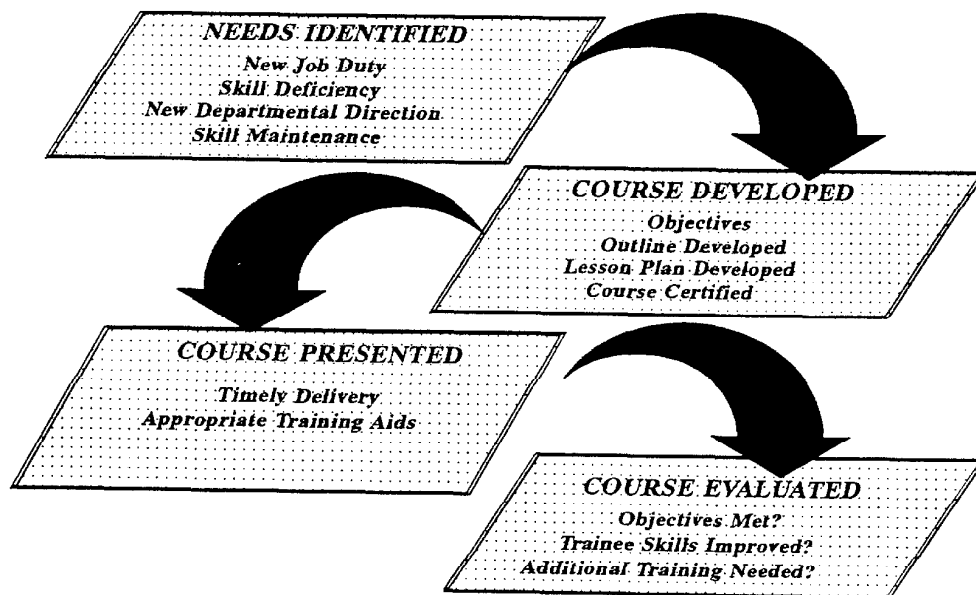 NEEDS IDENTIFIED
New Job Duty
Skill Deficiency
New Departmental Direction
Skill Maintenance
COURSE DEVELOPED
Objectives
Outline Developed
Lesson Plan Developed
Course Certified
COURSE PRESENTED
Timely Delivery
Appropriate Training Aids
COURSE EVALUATED
Objectives Met?
Trainee Skills Improved?
Additional Training Needed?